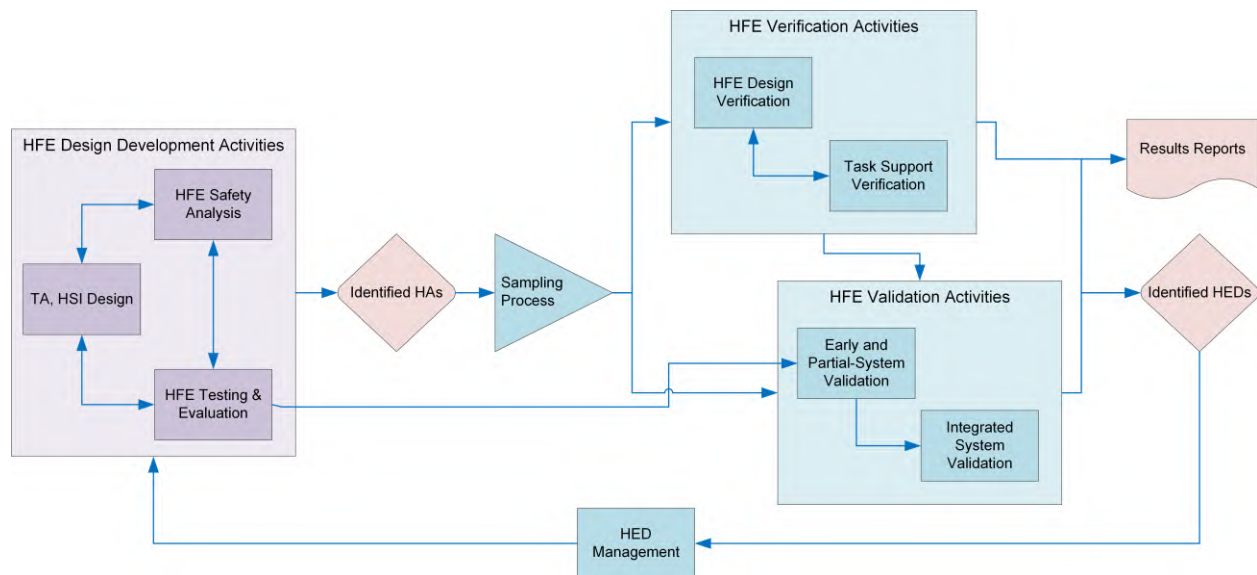 HFE Design Development Activities
HFE Safety
Analysis
TA, HSI Design
HFE Testing &
Evaluation
Identified HAs
Sampling
Process
HFE Verification Activities
HFE Design
Verification
Task Support
Verification
HFE Validation Activities
Early and
Partial-System
Validation
Integrated
System
Validation
Results Reports
Identified HEDs
HED
Management